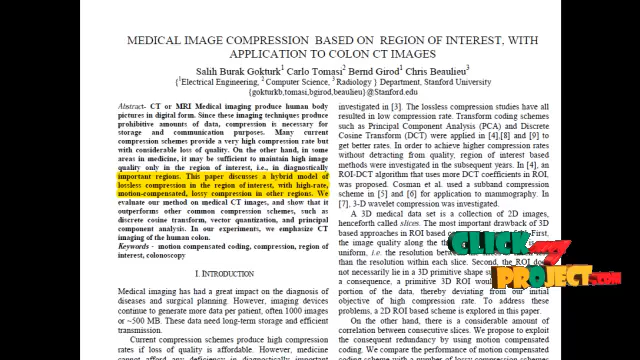 MEDICAL IMAGE COMPRESSION BASED ON REGION OF INTEREST, WITH
APPLICATION TO COLON CT IMAGES
Salih Burak Gokturk¹ Carlo Tomasi² Bernd Girod¹ Chris Beaulieu³
{¹Electrical Engineering, ²Computer Science, ³Radiology} Department, Stanford University
{gokturkb,tomasi,bgirod,beaulieu}@Stanford.Edu
Abstract- CT or MRI Medical imaging produce human body
pictures in digital form. Since these imaging techniques produce
prohibitive amounts of data, compression is necessary for
storage and communication purposes. Many current
compression schemes provide a very high compression rate but
with considerable loss of quality. On the other hand, in some
areas in medicine, it may be sufficient to maintain high image
quality only in the region of interest, i.e., in diagnostically
important regions. This paper discusses a hybrid model of
lossless compression in the region of interest, with high-rate,
motion-compensated, lossy compression in other regions. We
evaluate our method on medical CT images, and show that it
outperforms other common compression schemes, such as
discrete cosine transform, vector quantization, and principal
component analysis. In our experiments, we emphasize CT
imaging of the human colon.
Keywords - motion compensated coding, compression, region of
interest, colonoscopy
I. INTRODUCTION
Medical imaging has had a great impact on the diagnosis of
diseases and surgical planning. However, imaging devices
continue to generate more data per patient, often 1000 images
or ~500 MB. These data need long-term storage and efficient
transmission.
Current compression schemes produce high compression
rates if loss of quality is affordable. However, medicine
cannot afford any deficiency in diagnostically important
investigated in [3]. The lossless compression studies have all
resulted in low compression rate. Transform coding schemes
such as Principal Component Analysis (PCA) and Discrete
Cosine Transform (DCT) were applied in [4],[8] and [9] to
get better rates. In order to achieve higher compression rates
without detracting from quality, region of interest based
methods were investigated in the subsequent years. In [4], an
ROI-DCT algorithm that uses more DCT coefficients in ROI,
was proposed. Cosman et al. used a subband compression
scheme in [5] and [6] for application to mammography. In
[7], 3-D wavelet compression was investigated.
A 3D medical data set is a collection of 2D images,
henceforth called slices. The most important drawback of 3D
based approaches in ROI based First,
the image quality along the th is
uniform, i.e. the resolution betwee
than the resolution within each slice. Second, the ROI
not necessarily lie in a 3D primitive shape su
a consequence, a primitive 3D ROI wou
portion of the data, thereby deviating from our initial
objective of high compression rate. To address these
problems, a 2D ROI based scheme is explored in this paper.
On the other hand, there is a considerable amount of
correlation between consecutive slices. We propose to exploit
the consequent redundancy by using motion compensated
coding. We compare the performance of motion compensated
CLICK MY
PROJECT.COM